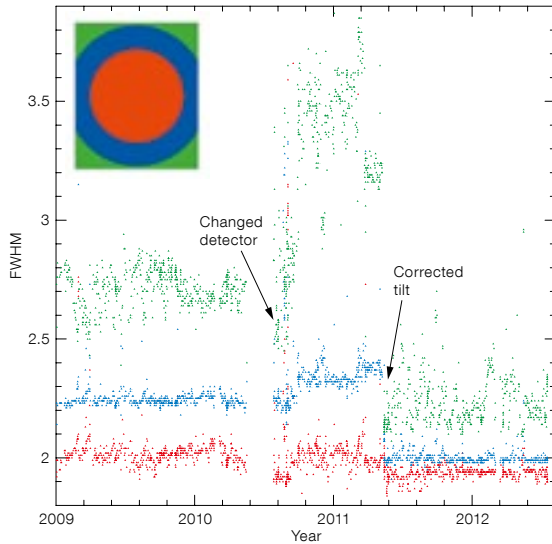 3.5
3
2.5
2
FWHM
Changed
detector
Corrected
tilt
2009
2010
2011
2012
Year